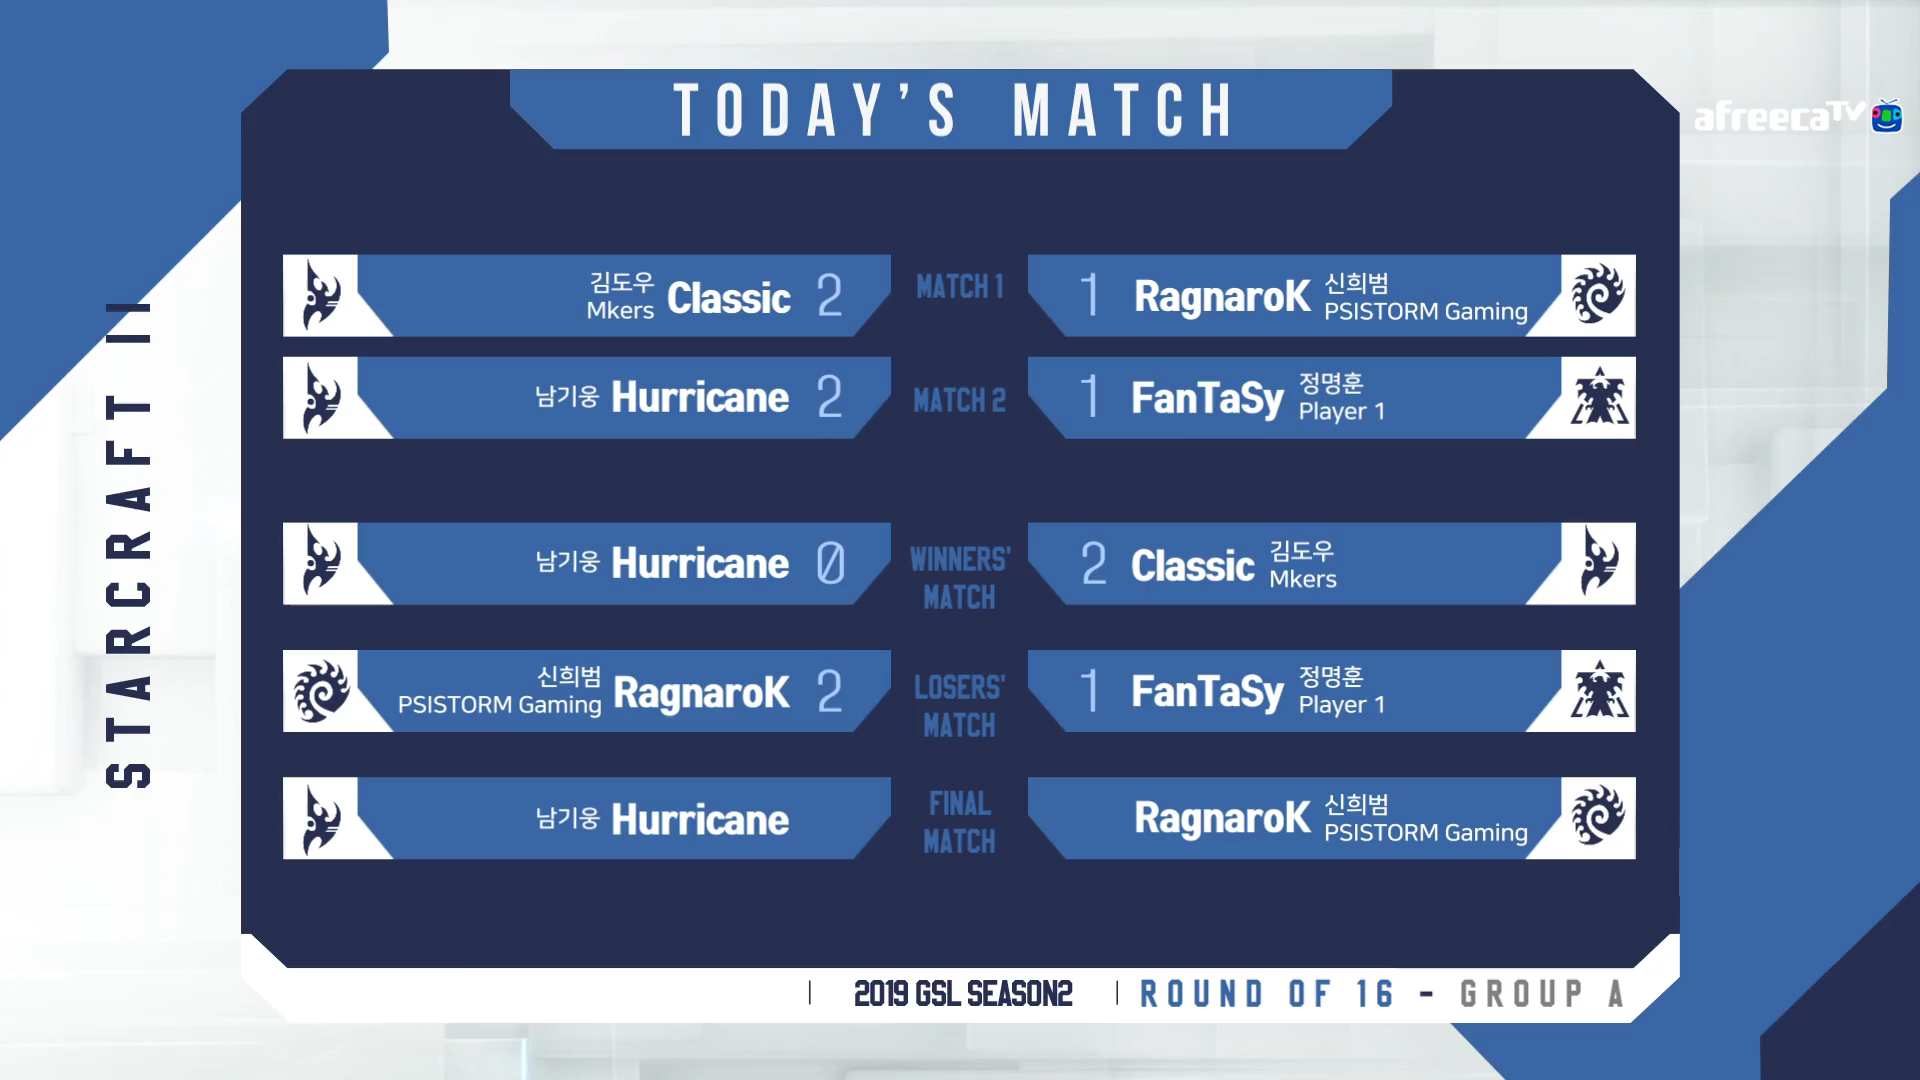 TODAY'S MATCH
afreecaTV
STARCRAFT II
김도우
Mkers
Classic 2
MATCH 1
1 RagnaroK
신희범
PSISTORM Gaming
남기웅 Hurricane 2
MATCH 2
1 FanTaSy
정명훈
Player 1
남기웅 Hurricane 0
WINNERS'
MATCH
2 Classic
김도우
Mkers
신희범
PSISTORM Gaming
RagnaroK 2
LOSERS'
MATCH
1 FanTaSy
정명훈
Player 1
남기웅 Hurricane
FINAL
MATCH
RagnaroK
신희범
PSISTORM Gaming
2019 GSL SEASON2
ROUND OF 16 - GROUP A